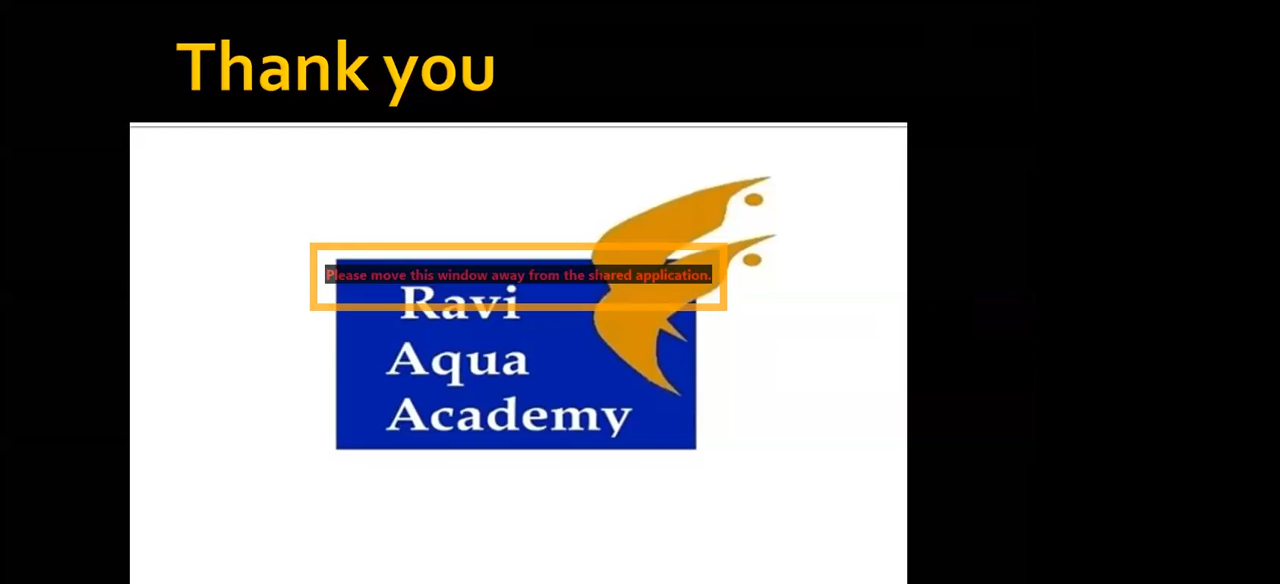 Thank you
Please move this window away from the shared application.
Ravi
Aqua
Academy